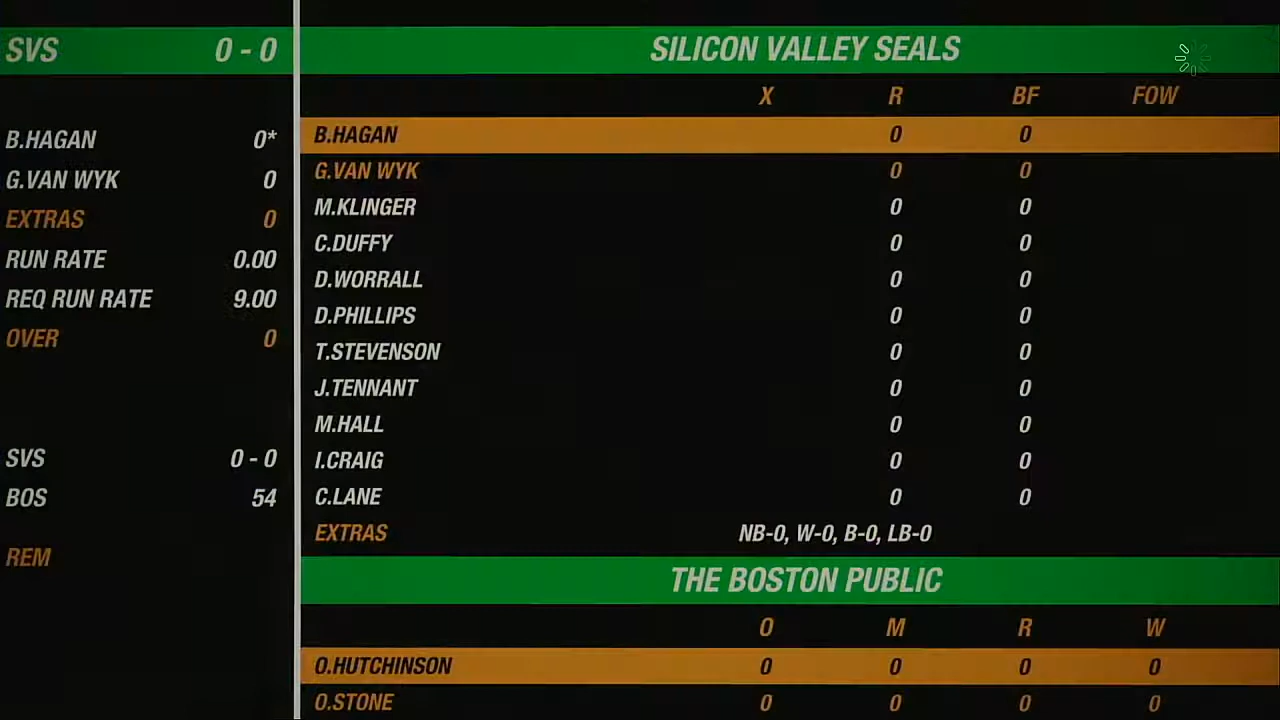 SVS 0 - 0
B.HAGAN 0*
G.VAN WYK 0
EXTRAS 0
RUN RATE 0.00
REQ RUN RATE 9.00
OVER 0
SVS 0 - 0
BOS 54
REM
SILICON VALLEY SEALS
X R BF FOW
B.HAGAN 0 0
G.VAN WYK 0 0
M.KLINGER 0 0
C.DUFFY 0 0
D.WORRALL 0 0
D.PHILLIPS 0 0
T.STEVENSON 0 0
J.TENNANT 0 0
M.HALL 0 0
I.CRAIG 0 0
C.LANE 0 0
EXTRAS NB-0, W-0, B-0, LB-0
THE BOSTON PUBLIC
O M R W
O.HUTCHINSON 0 0 0 0
O.STONE 0 0 0 0